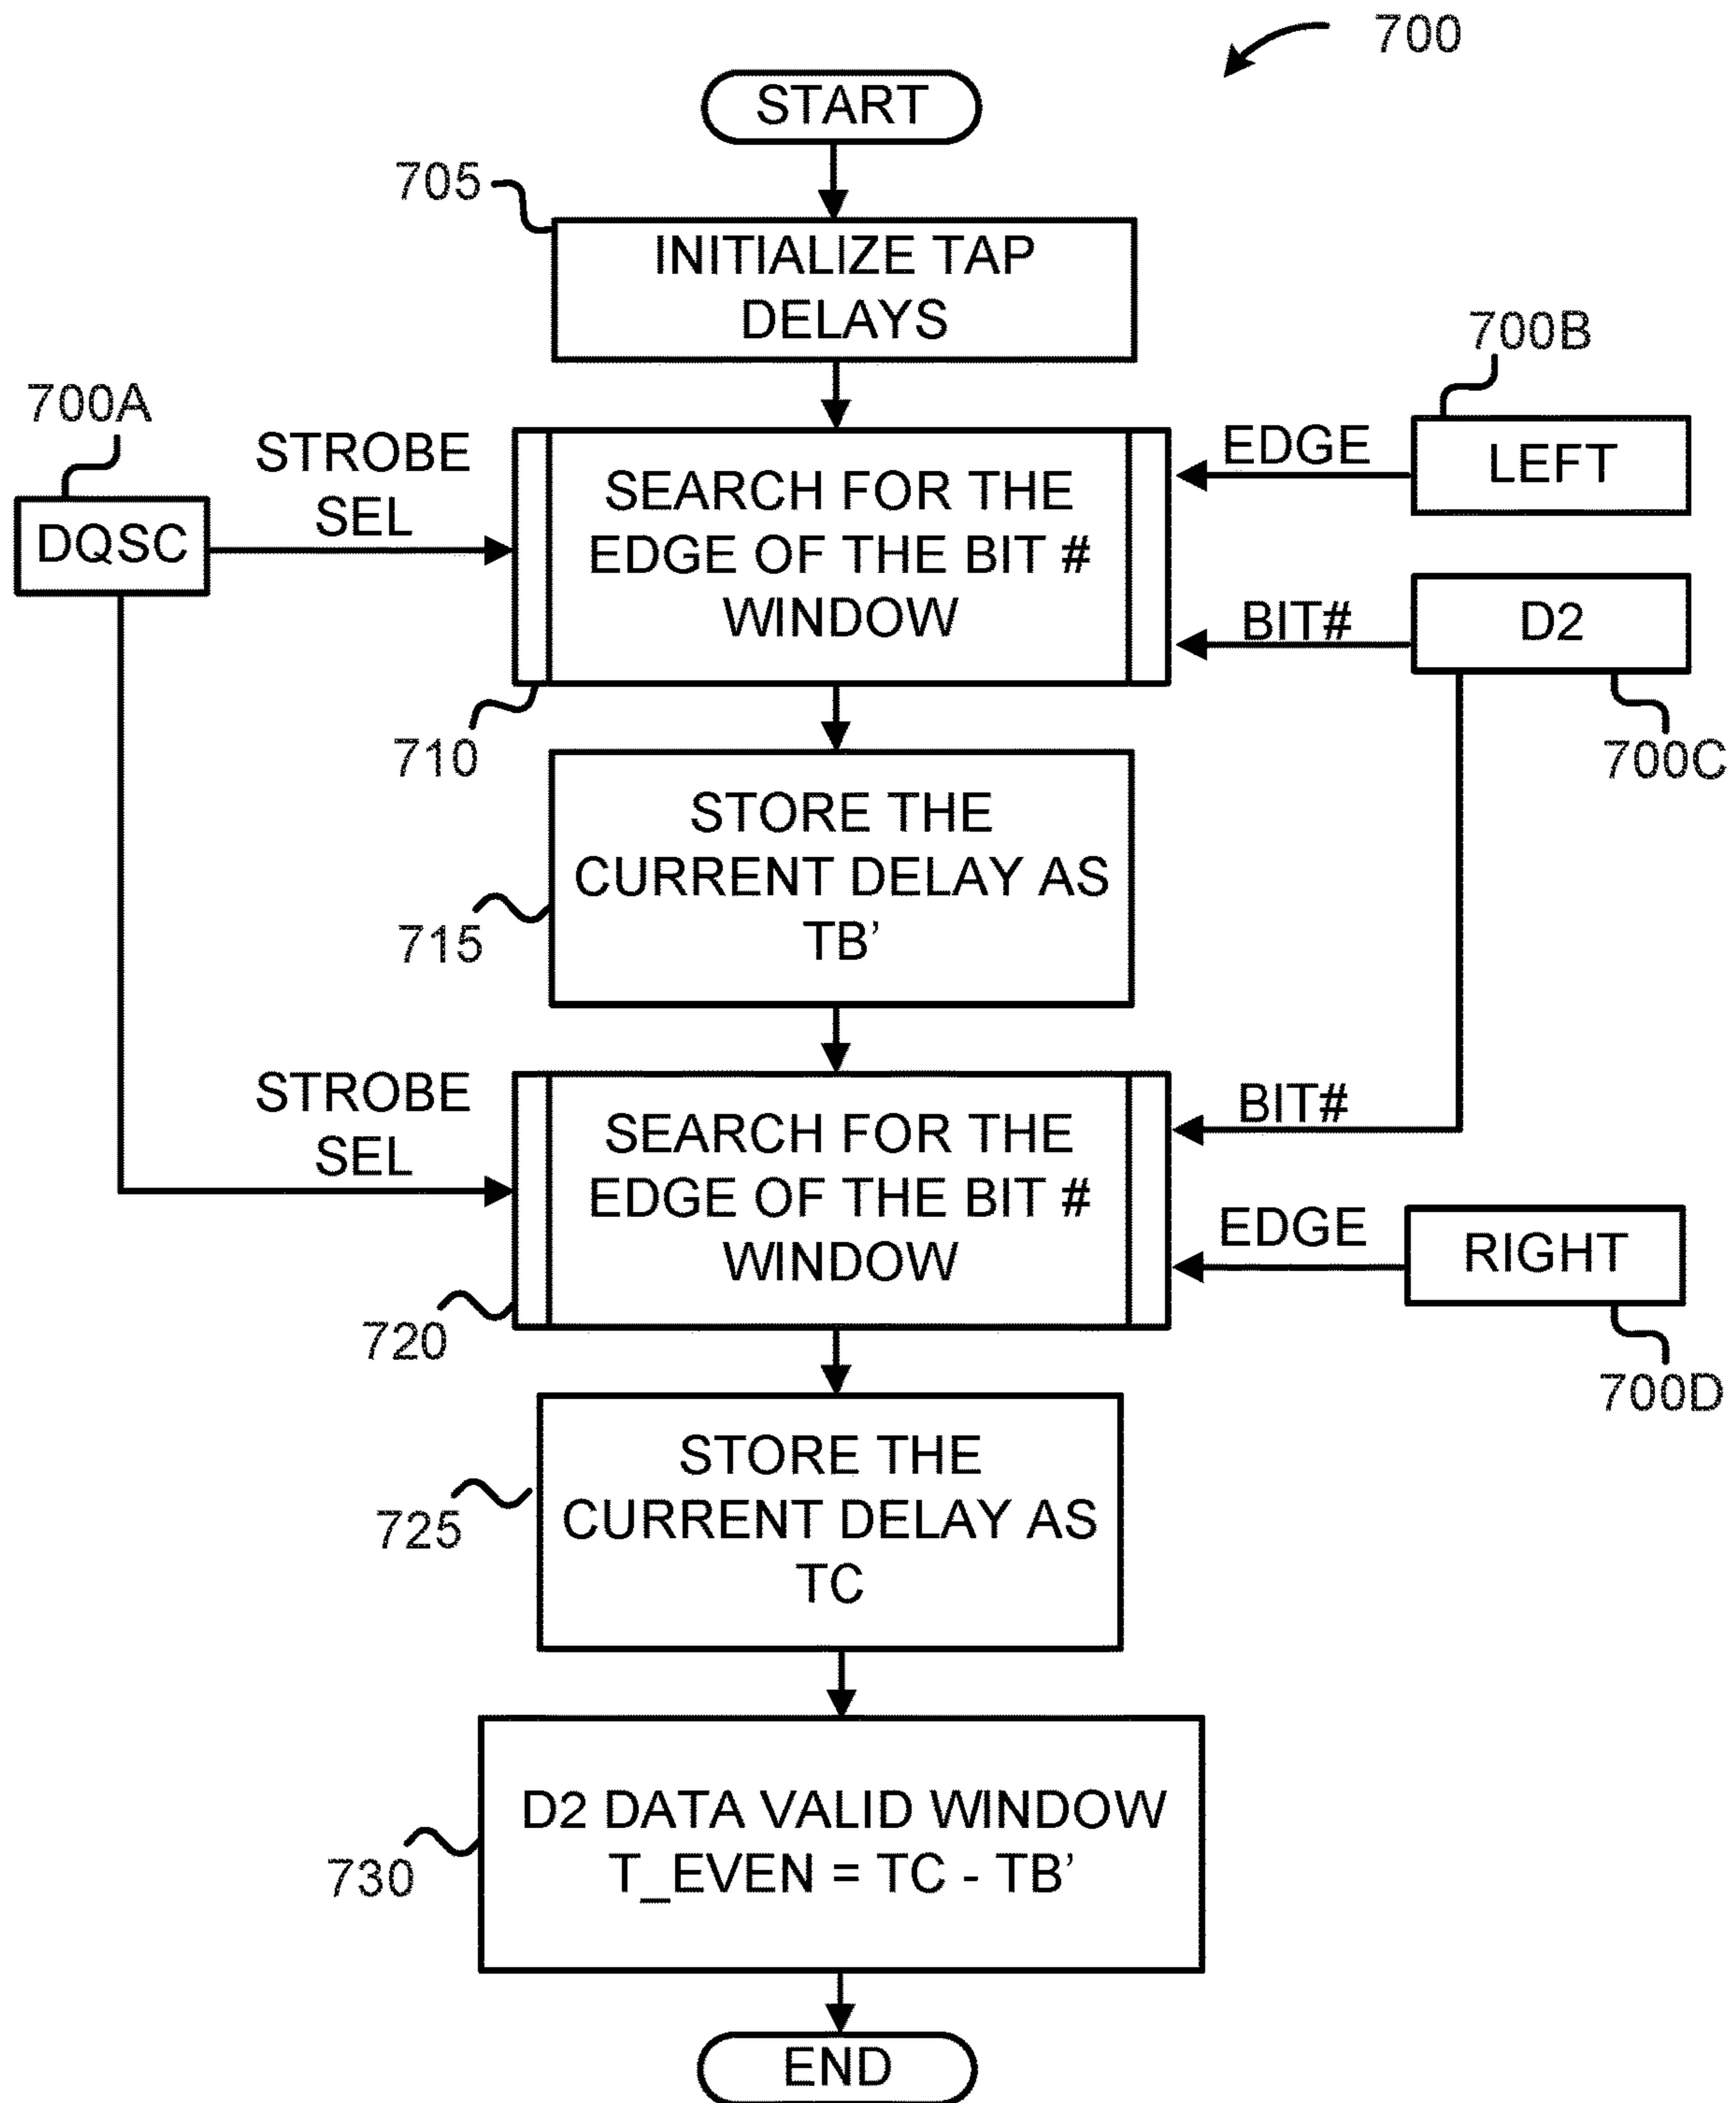 700
START
705
INITIALIZE TAP
DELAYS
700B
700A
STROBE
SEL
EDGE
LEFT
DQSC
SEARCH FOR THE
EDGE OF THE BIT #
WINDOW
BIT#
D2
710
700C
STORE THE
CURRENT DELAY AS
TB’
715
STROBE
SEL
BIT#
SEARCH FOR THE
EDGE OF THE BIT #
WINDOW
EDGE
RIGHT
720
700D
STORE THE
CURRENT DELAY AS
TC
725
D2 DATA VALID WINDOW
T_EVEN = TC - TB’
730
END